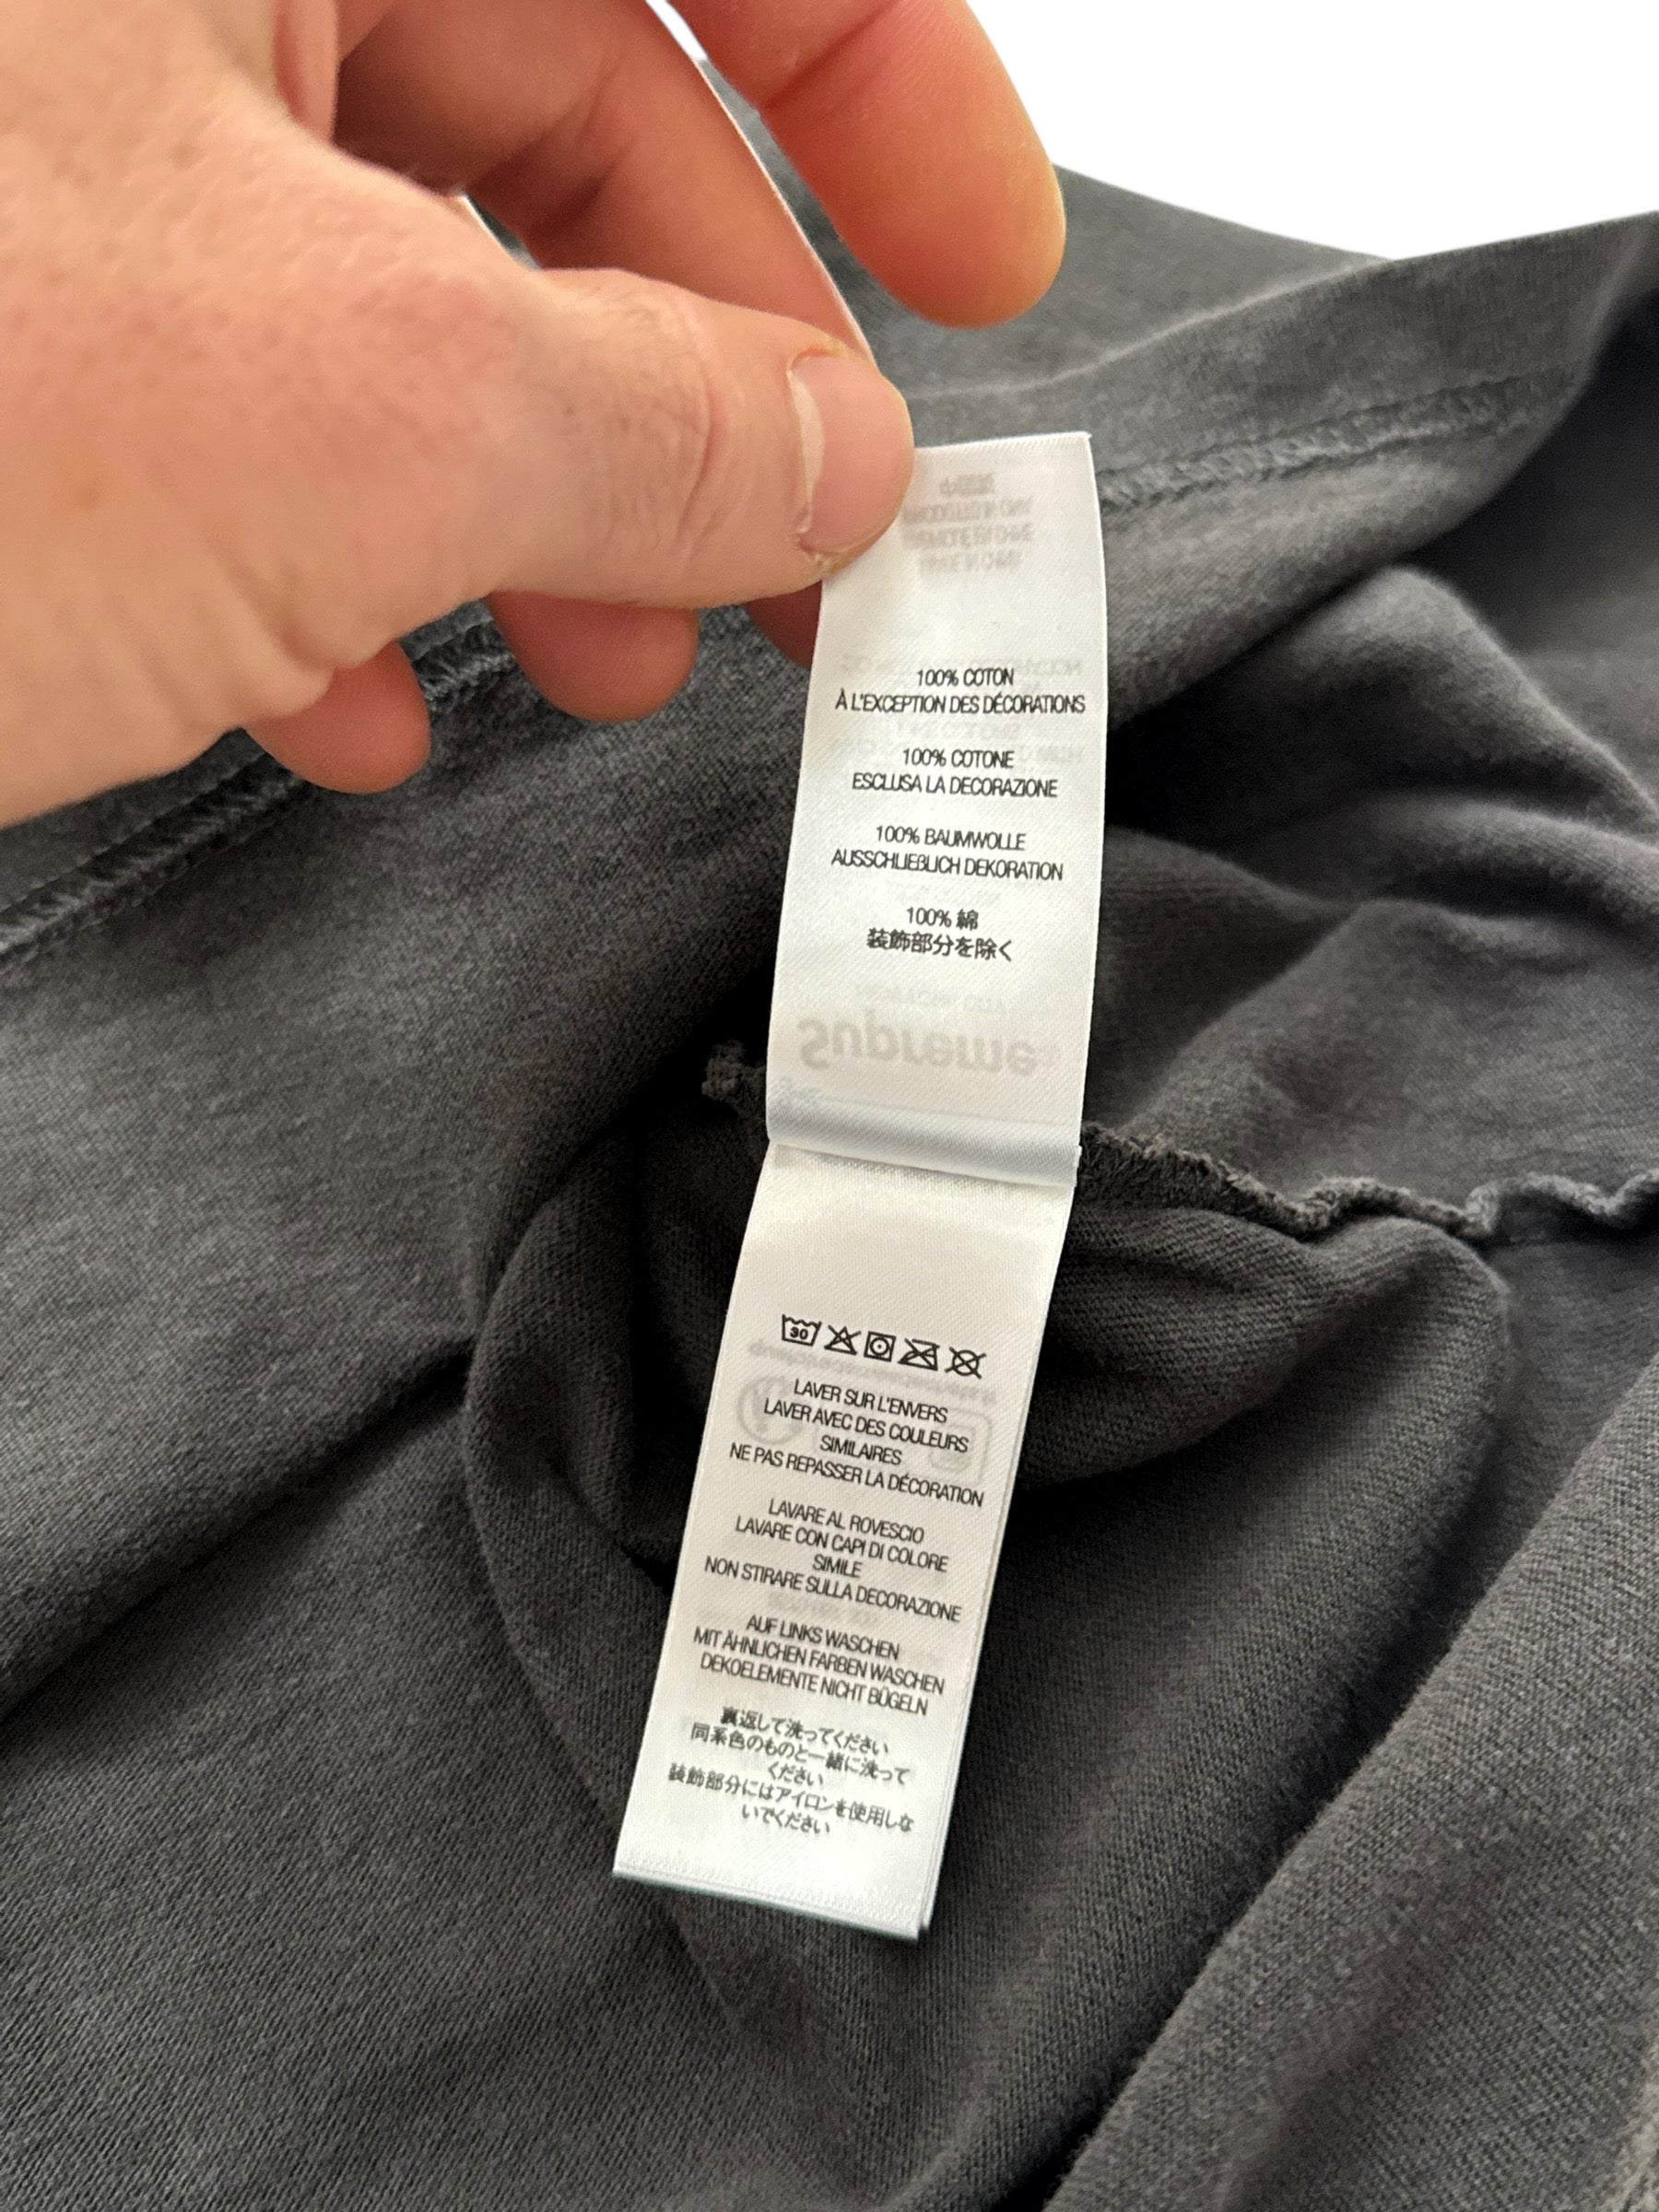 100% COTON
À L'EXCEPTION DES DÉCORATIONS
100% COTONE
ESCLUSA LA DECORAZIONE
100% BAUMWOLLE
AUSSCHLIEßLICH DEKORATION
100% 綿
装飾部分を除く
Supreme
30
LAVER SUR L'ENVERS
LAVER AVEC DES COULEURS
SIMILAIRES
NE PAS REPASSER LA DÉCORATION
LAVARE AL ROVESCIO
LAVARE CON CAPI DI COLORE
SIMILE
NON STIRARE SULLA DECORAZIONE
AUF LINKS WASCHEN
MIT ÄHNLICHEN FARBEN WASCHEN
DEKOELEMENTE NICHT BÜGELN
裏返して洗ってください
同系色のものと一緒に洗って
ください
装飾部分にはアイロンを使用しな
いでください